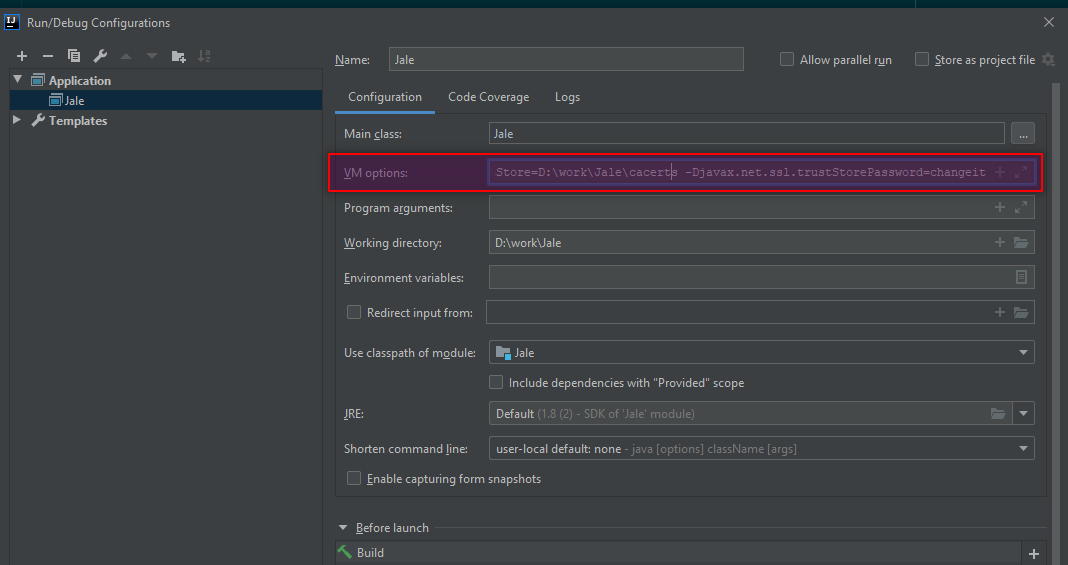 IJ Run/Debug Configurations
Name: Jale Allow parallel run Store as project file
Application
Jale
Templates
Configuration Code Coverage Logs
Main class: Jale ...
VM options: Store=D:\work\Jale\cacerts -Djavax.net.ssl.trustStorePassword=changeit
Program arguments:
Working directory: D:\work\Jale
Environment variables:
Redirect input from:
Use classpath of module: Jale
Include dependencies with "Provided" scope
JRE: Default (1.8 (2) - SDK of 'Jale' module)
Shorten command line: user-local default: none - java [options] className [args]
Enable capturing form snapshots
Before launch
Build